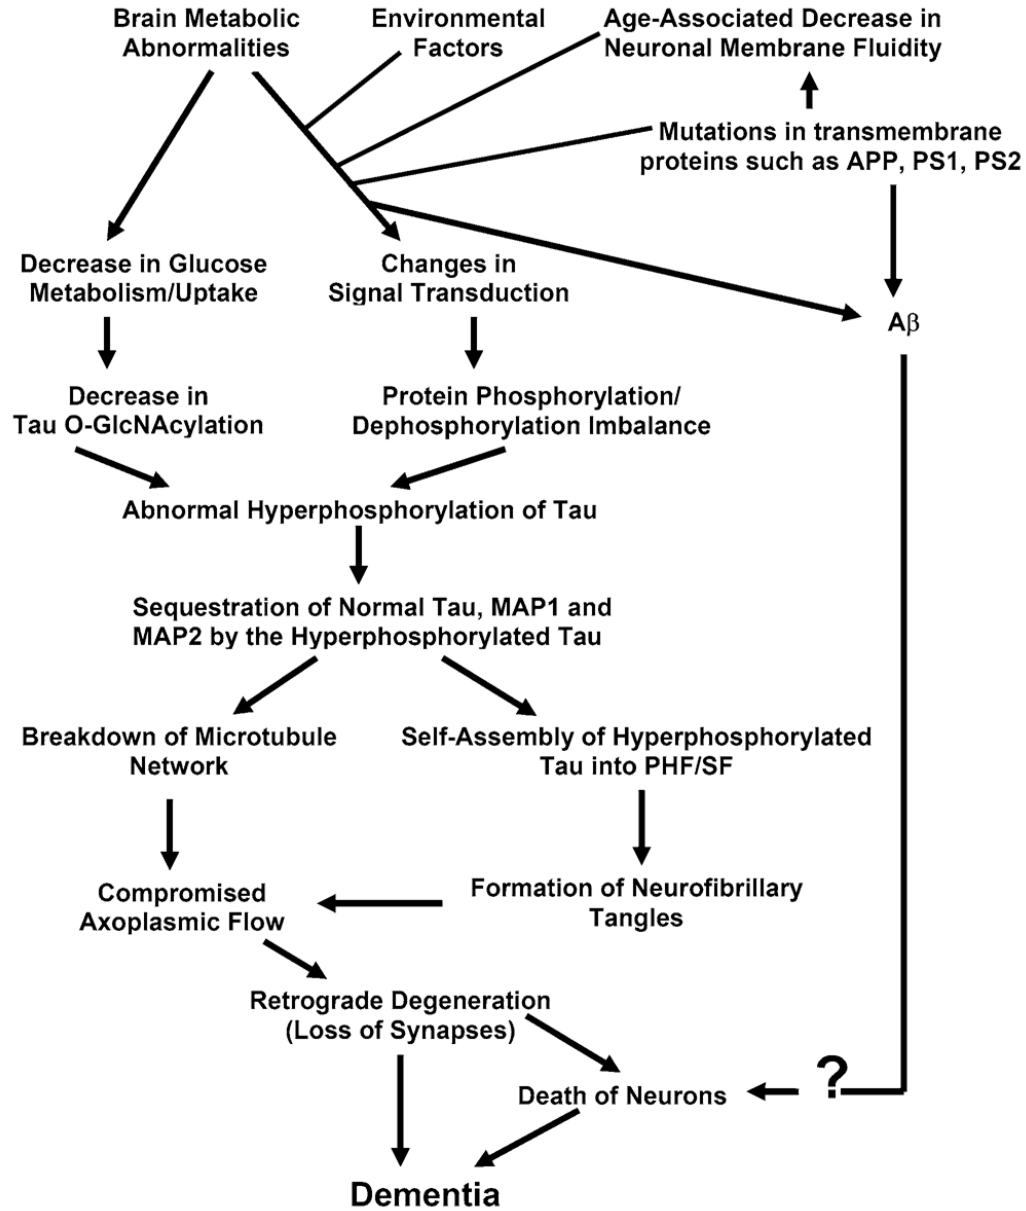 Brain Metabolic
Abnormalities
Environmental
Factors
Age-Associated Decrease in
Neuronal Membrane Fluidity
Mutations in transmembrane
proteins such as APP, PS1, PS2
Decrease in Glucose
Metabolism/Uptake
Changes in
Signal Transduction
Aβ
Decrease in
Tau O-GlcNAcylation
Protein Phosphorylation/
Dephosphorylation Imbalance
Abnormal Hyperphosphorylation of Tau
Sequestration of Normal Tau, MAP1 and
MAP2 by the Hyperphosphorylated Tau
Breakdown of Microtubule
Network
Self-Assembly of Hyperphosphorylated
Tau into PHF/SF
Compromised
Axoplasmic Flow
Formation of Neurofibrillary
Tangles
Retrograde Degeneration
(Loss of Synapses)
?
Death of Neurons
Dementia